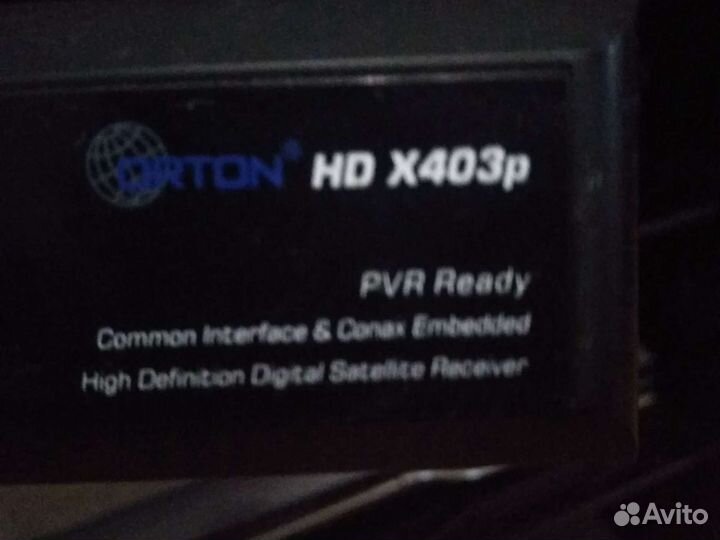 ORTON® HD X403p
PVR Ready
Common Interface & Conax Embedded
High Definition Digital Satellite Receiver
Avito